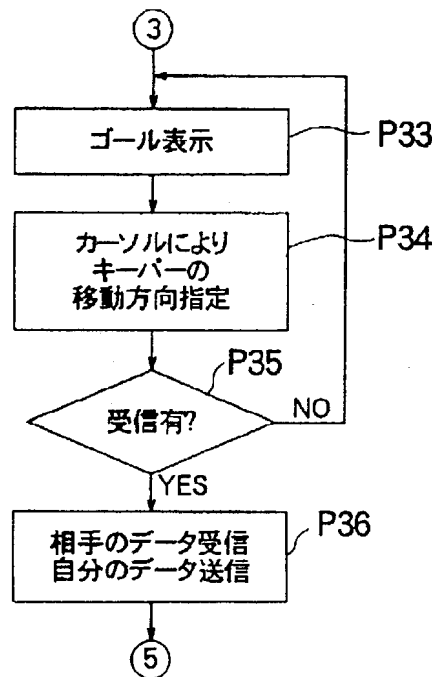 ③
ゴール表示
P33
カーソルにより
キーパーの
移動方向指定
P34
P35
受信有?
NO
YES
相手のデータ受信
自分のデータ送信
P36
⑤